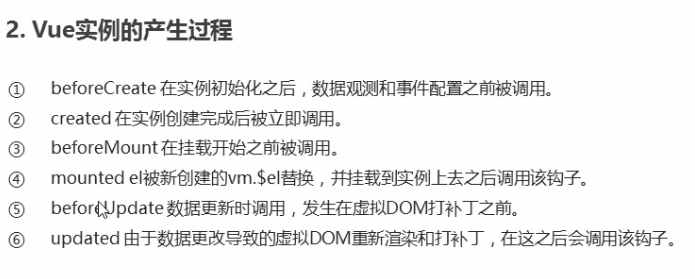 2. Vue实例的产生过程
① beforeCreate 在实例初始化之后，数据观测和事件配置之前被调用。
② created 在实例创建完成后被立即调用。
③ beforeMount 在挂载开始之前被调用。
④ mounted el被新创建的vm.$el替换，并挂载到实例上去之后调用该钩子。
⑤ beforeUpdate 数据更新时调用，发生在虚拟DOM打补丁之前。
⑥ updated 由于数据更改导致的虚拟DOM重新渲染和打补丁，在这之后会调用该钩子。